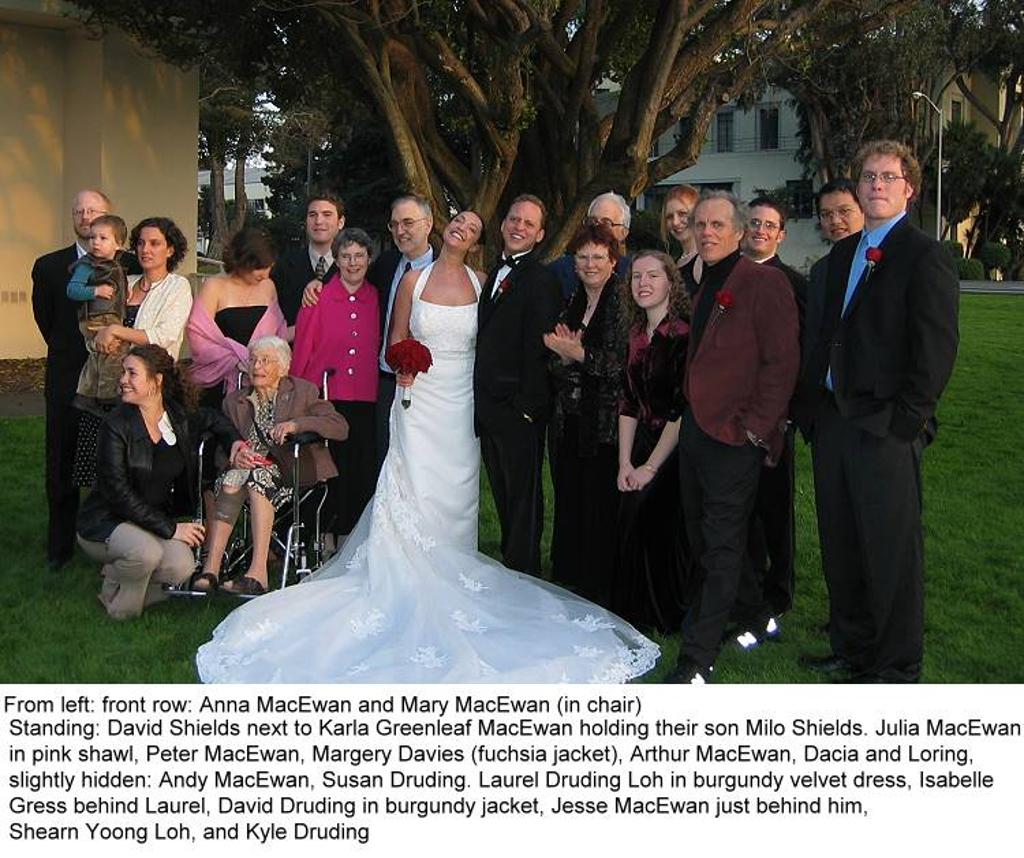 From left: front row: Anna MacEwan and Mary MacEwan (in chair)
Standing: David Shields next to Karla Greenleaf MacEwan holding their son Milo Shields. Julia MacEwan
in pink shawl, Peter MacEwan, Margery Davies (fuchsia jacket), Arthur MacEwan, Dacia and Loring,
slightly hidden: Andy MacEwan, Susan Druding. Laurel Druding Loh in burgundy velvet dress, Isabelle
Gress behind Laurel, David Druding in burgundy jacket, Jesse MacEwan just behind him,
Shearn Yoong Loh, and Kyle Druding